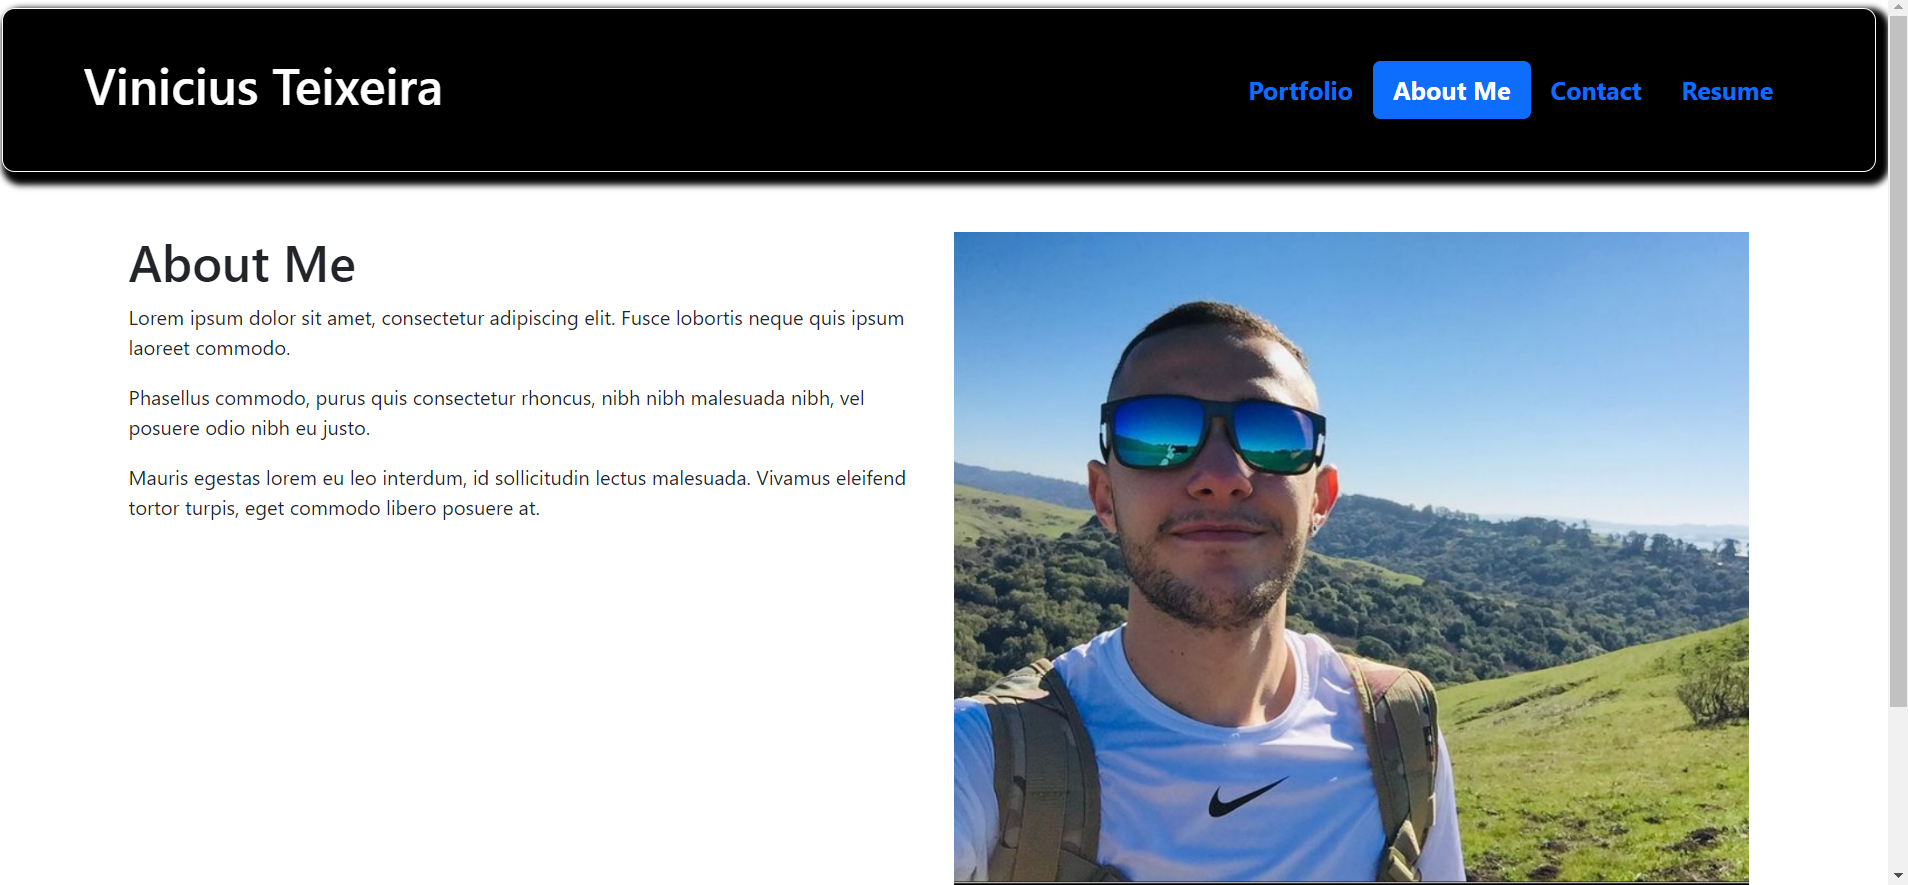 Vinicius Teixeira
Portfolio About Me Contact Resume
About Me
Lorem ipsum dolor sit amet, consectetur adipiscing elit. Fusce lobortis neque quis ipsum
laoreet commodo.
Phasellus commodo, purus quis consectetur rhoncus, nibh nibh malesuada nibh, vel
posuere odio nibh eu justo.
Mauris egestas lorem eu leo interdum, id sollicitudin lectus malesuada. Vivamus eleifend
tortor turpis, eget commodo libero posuere at.